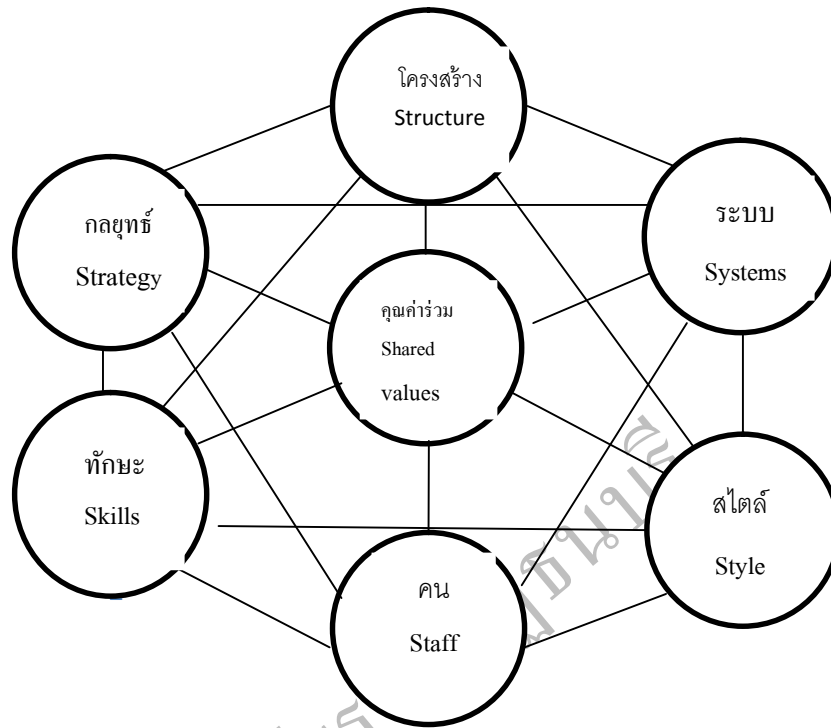 โครงสร้าง
Structure
กลยุทธ์
Strategy
ระบบ
Systems
คุณค่าร่วม
Shared
values
ทักษะ
Skills
สไตล์
Style
คน
Staff